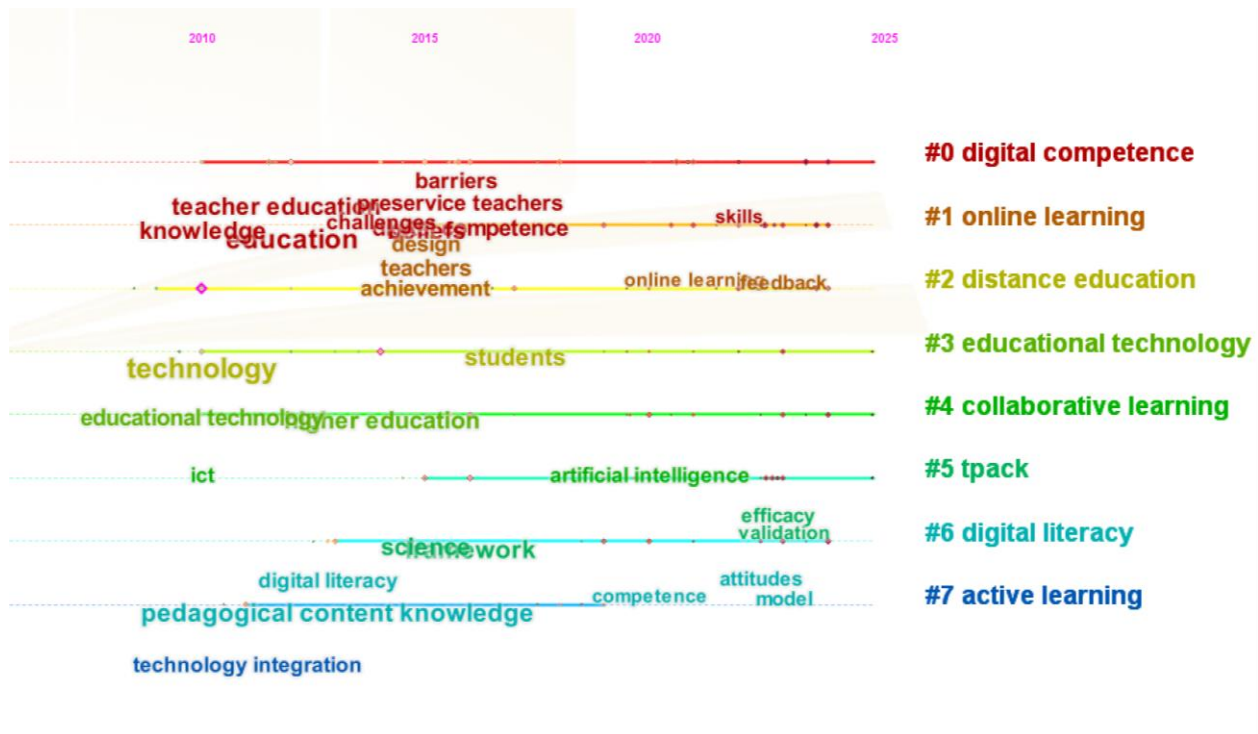 2010 2015 2020 2025
#0 digital competence
barriers
teacher education preservice teachers
challenges
skills
#1 online learning
knowledge
beliefs
competence
education
design
teachers
online learning
feedback
#2 distance education
achievement
students
#3 educational technology
technology
educational technology
higher education
#4 collaborative learning
ict
artificial intelligence
#5 tpack
efficacy
validation
#6 digital literacy
science
framework
digital literacy
attitudes
competence
model
#7 active learning
pedagogical content knowledge
technology integration